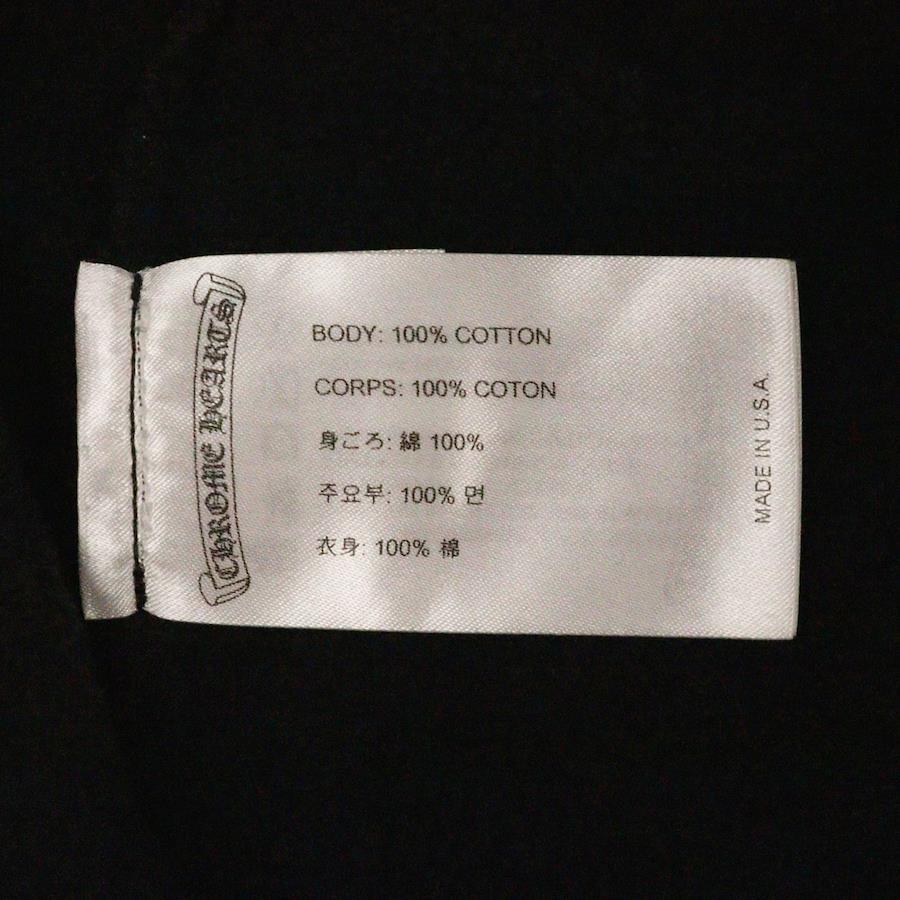 CHROME HEARTS
BODY: 100% COTTON
CORPS: 100% COTON
身ごろ: 綿 100%
주요부: 100% 면
衣身: 100% 棉
MADE IN U.S.A.